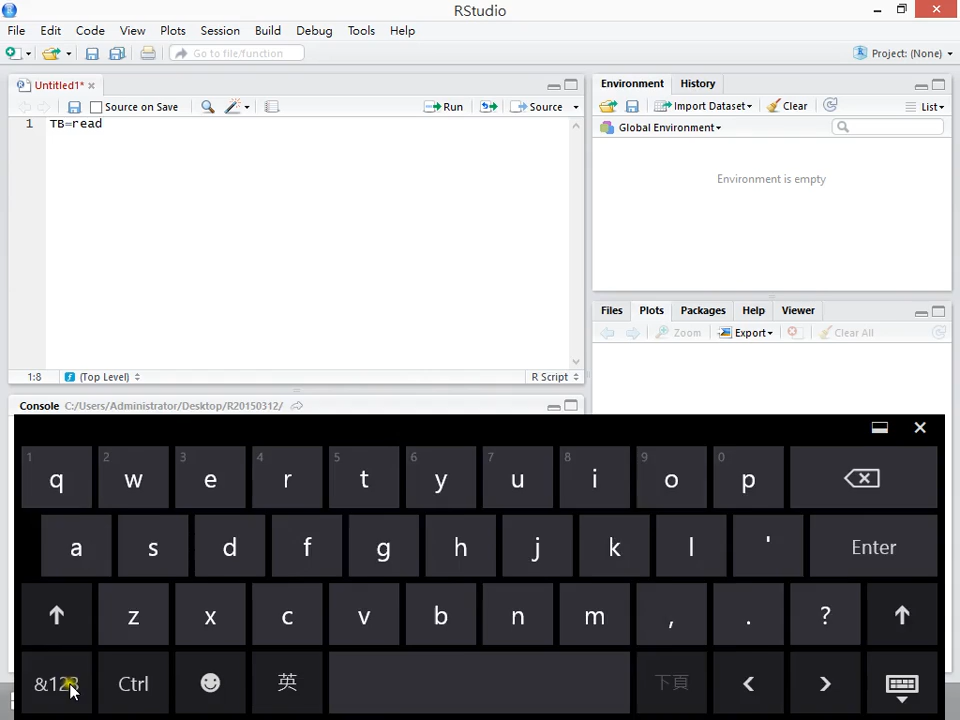 RStudio
File Edit Code View Plots Session Build Debug Tools Help
Go to file/function
Project: (None)
Untitled1*
Source on Save
Run
Source
1 TB=read
1:8 (Top Level)
R Script
Environment History
Import Dataset
Clear
List
Global Environment
Environment is empty
Files Plots Packages Help Viewer
Zoom
Export
Clear All
Console C:/Users/Administrator/Desktop/R20150312/
1 2 3 4 5 6 7 8 9 0
q w e r t y u i o p
a s d f g h j k l ' Enter
z x c v b n m , . ?
&123 Ctrl 英 下頁 < >